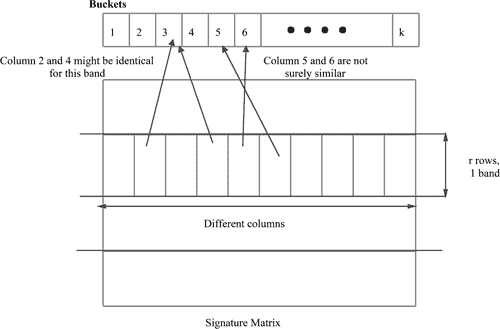 Buckets
1 2 3 4 5 6 k
Column 2 and 4 might be identical
for this band
Column 5 and 6 are not
surely similar
r rows,
1 band
Different columns
Signature Matrix